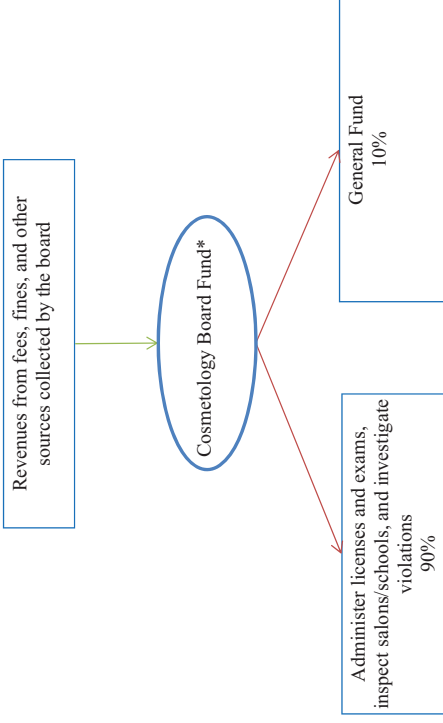 Revenues from fees, fines, and other
sources collected by the board
Cosmetology Board Fund*
Administer licenses and exams,
inspect salons/schools, and investigate
violations
90%
General Fund
10%